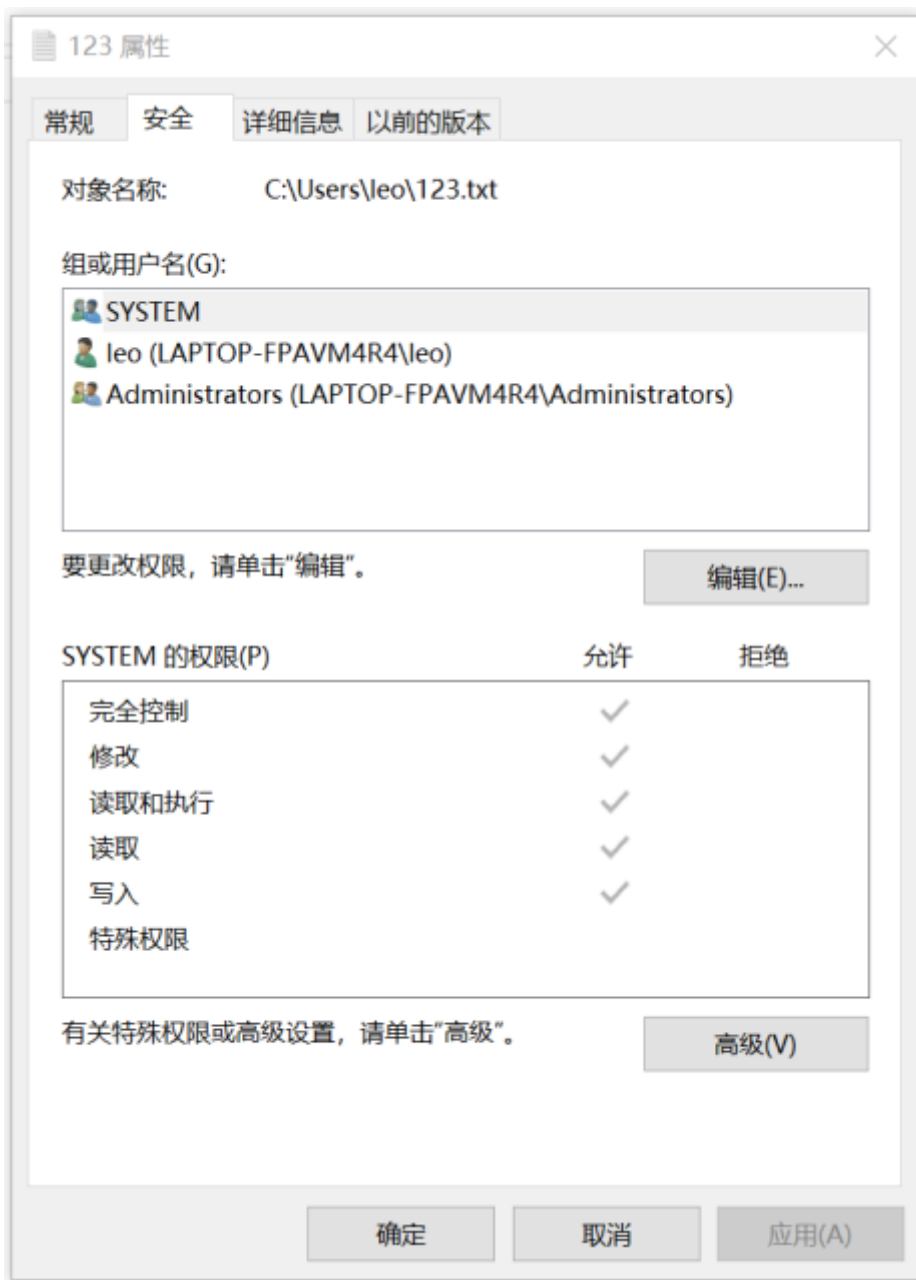 123 属性
常规 安全 详细信息 以前的版本
对象名称: C:\Users\leo\123.txt
组或用户名(G):
SYSTEM
leo (LAPTOP-FPAVM4R4\leo)
Administrators (LAPTOP-FPAVM4R4\Administrators)
要更改权限，请单击"编辑"。 编辑(E)...
SYSTEM 的权限(P) 允许 拒绝
完全控制
修改
读取和执行
读取
写入
特殊权限
有关特殊权限或高级设置，请单击"高级"。 高级(V)
确定 取消 应用(A)